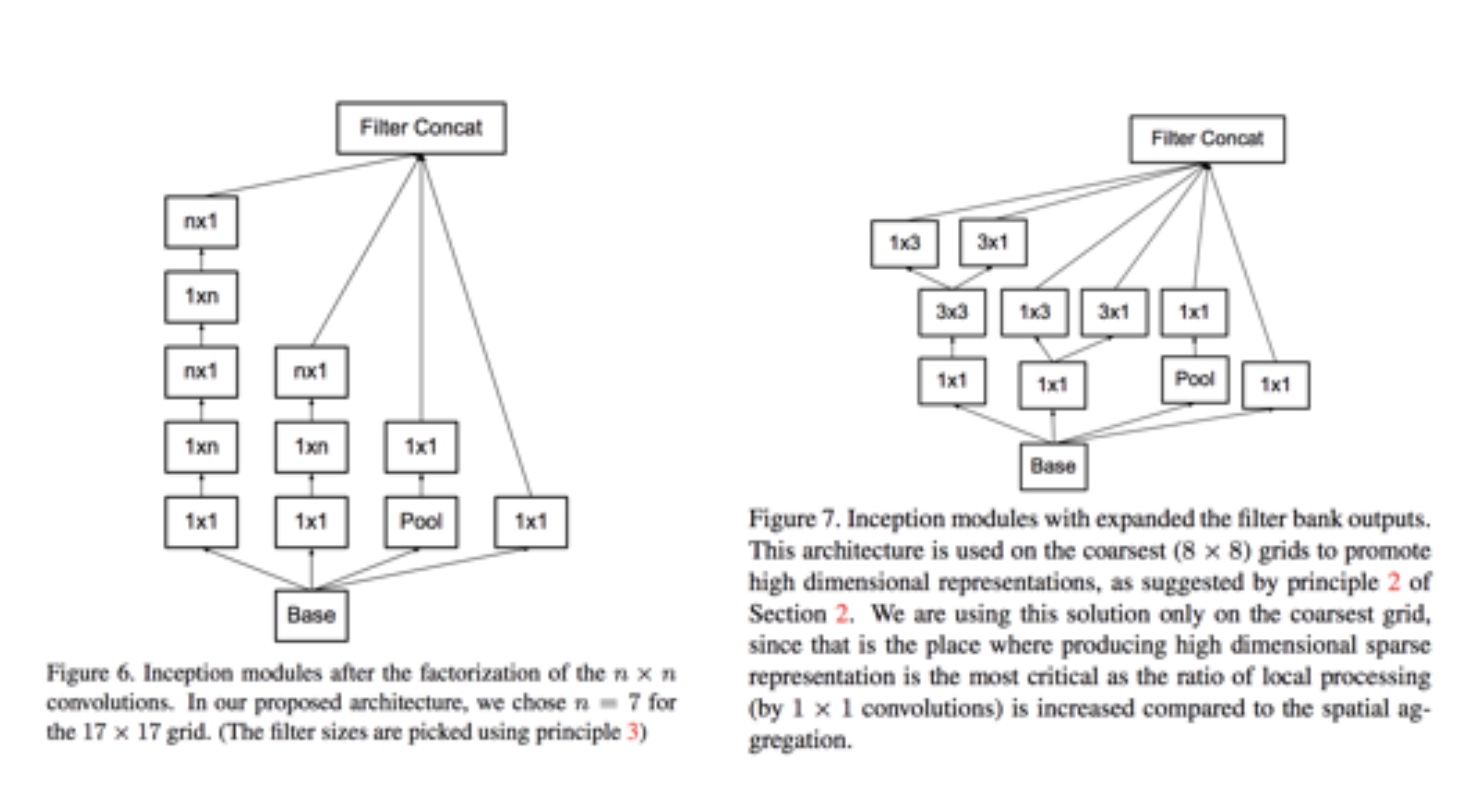 Filter Concat
nx1
1xn
nx1
nx1
1xn
1xn
1x1
1x1
1x1
Pool
1x1
Base
Figure 6. Inception modules after the factorization of the n × n
convolutions. In our proposed architecture, we chose n = 7 for
the 17 × 17 grid. (The filter sizes are picked using principle 3)
Filter Concat
1x3
3x1
3x3
1x3
3x1
1x1
1x1
1x1
Pool
1x1
Base
Figure 7. Inception modules with expanded the filter bank outputs.
This architecture is used on the coarsest (8 × 8) grids to promote
high dimensional representations, as suggested by principle 2 of
Section 2. We are using this solution only on the coarsest grid,
since that is the place where producing high dimensional sparse
representation is the most critical as the ratio of local processing
(by 1 × 1 convolutions) is increased compared to the spatial ag-
gregation.